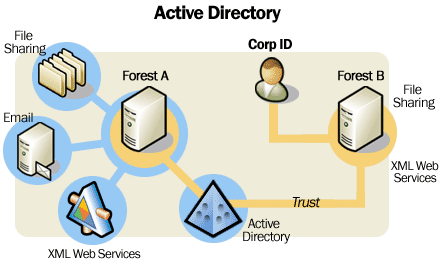 Active Directory
File
Sharing
Corp ID
Forest A
Forest B
File
Sharing
Email
XML Web
Services
Trust
Active
Directory
XML Web Services